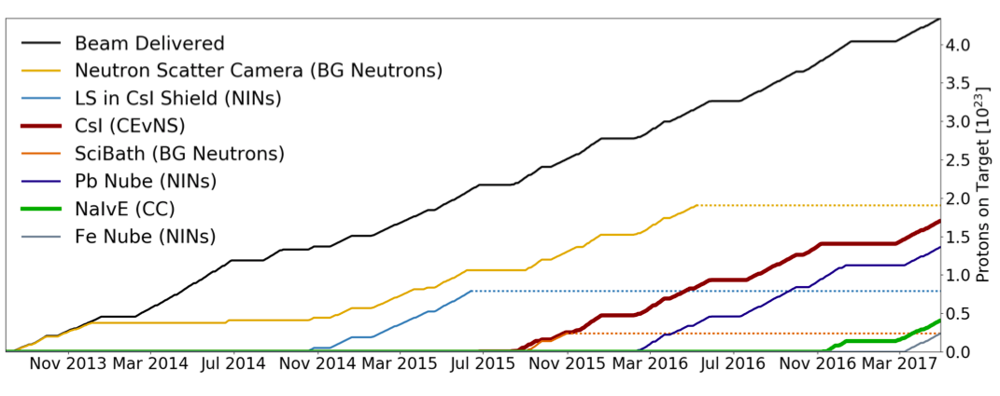 Beam Delivered
Neutron Scatter Camera (BG Neutrons)
LS in CsI Shield (NINs)
CsI (CEvNS)
SciBath (BG Neutrons)
Pb Nube (NINs)
NaIvE (CC)
Fe Nube (NINs)
4.0
3.5
3.0
2.5
2.0
1.5
1.0
0.5
0.0
Protons on Target [10²³]
Nov 2013 Mar 2014 Jul 2014 Nov 2014 Mar 2015 Jul 2015 Nov 2015 Mar 2016 Jul 2016 Nov 2016 Mar 2017